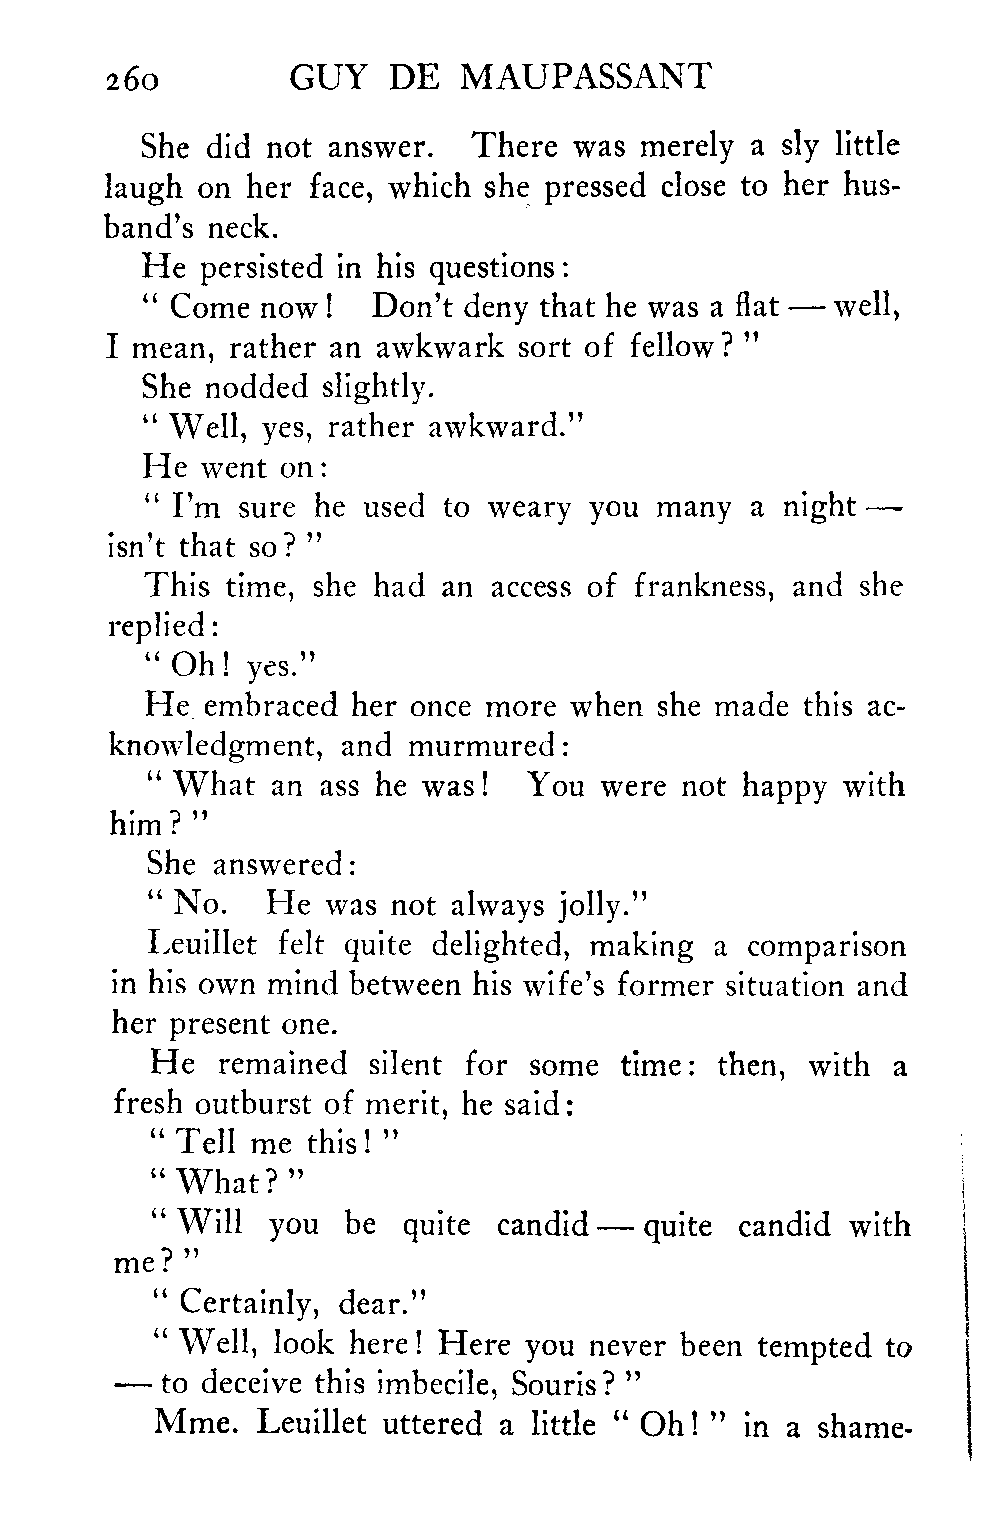 260 GUY DE MAUPASSANT
She did not answer. There was merely a sly little
laugh on her face, which she pressed close to her hus-
band's neck.
He persisted in his questions:
" Come now! Don't deny that he was a flat — well,
I mean, rather an awkwark sort of fellow? "
She nodded slightly.
" Well, yes, rather awkward."
He went on:
" I'm sure he used to weary you many a night —
isn't that so? "
This time, she had an access of frankness, and she
replied:
" Oh! yes."
He embraced her once more when she made this ac-
knowledgment, and murmured:
" What an ass he was! You were not happy with
him? "
She answered:
" No. He was not always jolly."
Leuillet felt quite delighted, making a comparison
in his own mind between his wife's former situation and
her present one.
He remained silent for some time: then, with a
fresh outburst of merit, he said:
" Tell me this! "
" What? "
" Will you be quite candid — quite candid with
me? "
" Certainly, dear."
" Well, look here! Here you never been tempted to
— to deceive this imbecile, Souris? "
Mme. Leuillet uttered a little " Oh! " in a shame-